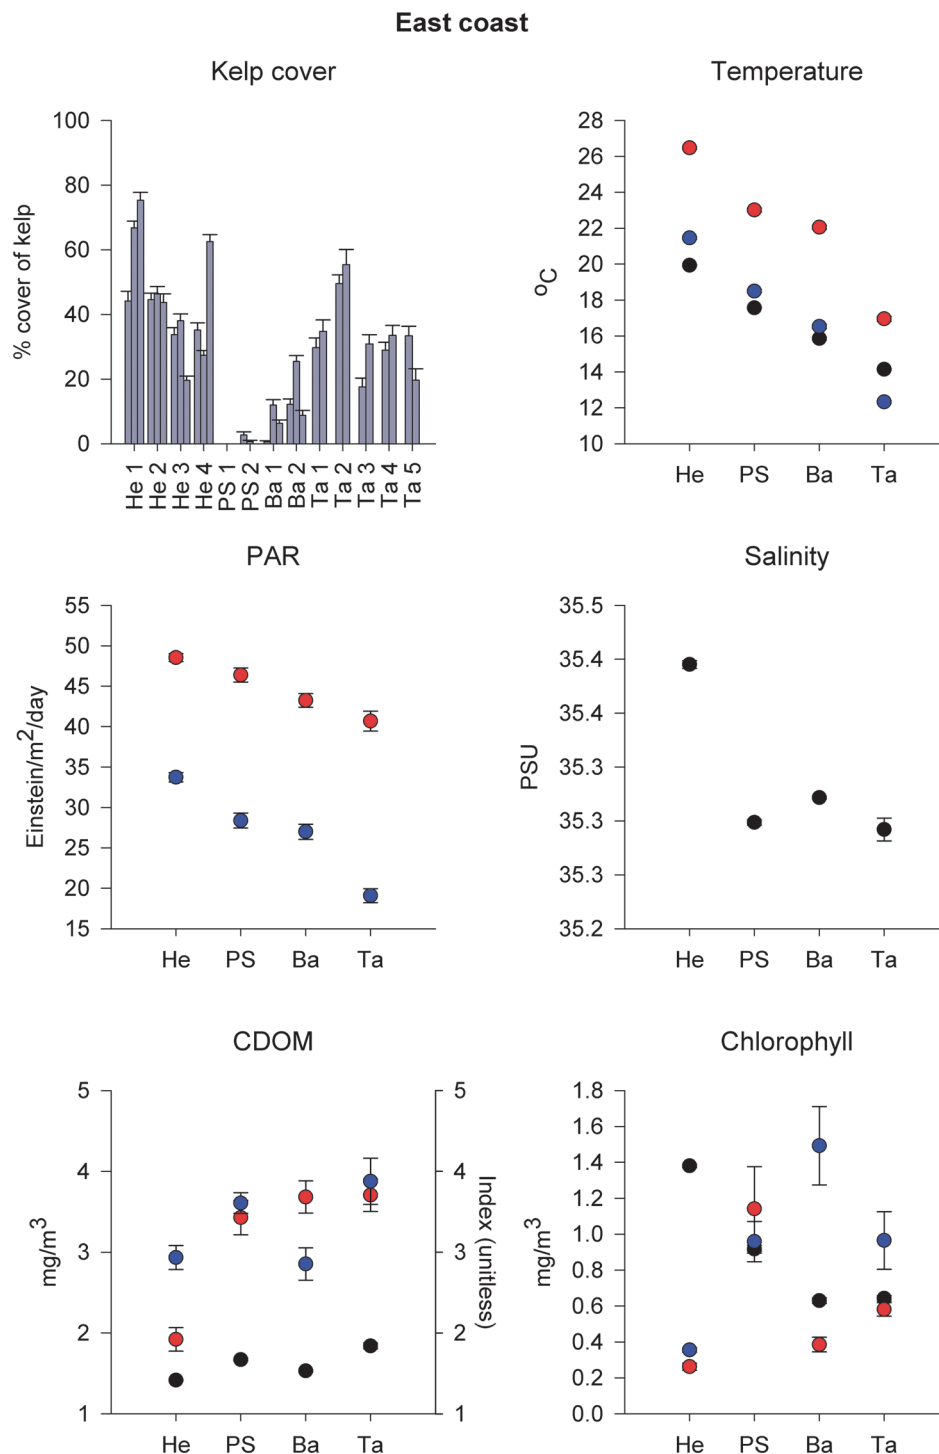 East coast
Kelp cover
% cover of kelp
100
80
60
40
20
0
He 1
He 2
He 3
He 4
PS 1
PS 2
Ba 1
Ba 2
Ta 1
Ta 2
Ta 3
Ta 4
Ta 5
Temperature
oC
28
26
24
22
20
18
16
14
12
10
He PS Ba Ta
PAR
Einstein/m2/day
55
50
45
40
35
30
25
20
15
He PS Ba Ta
Salinity
PSU
35.5
35.4
35.4
35.3
35.3
35.3
35.2
He PS Ba Ta
CDOM
mg/m3
5
4
3
2
1
5
4
3
2
1
Index (unitless)
He PS Ba Ta
Chlorophyll
mg/m3
1.8
1.6
1.4
1.2
1.0
0.8
0.6
0.4
0.2
0.0
He PS Ba Ta